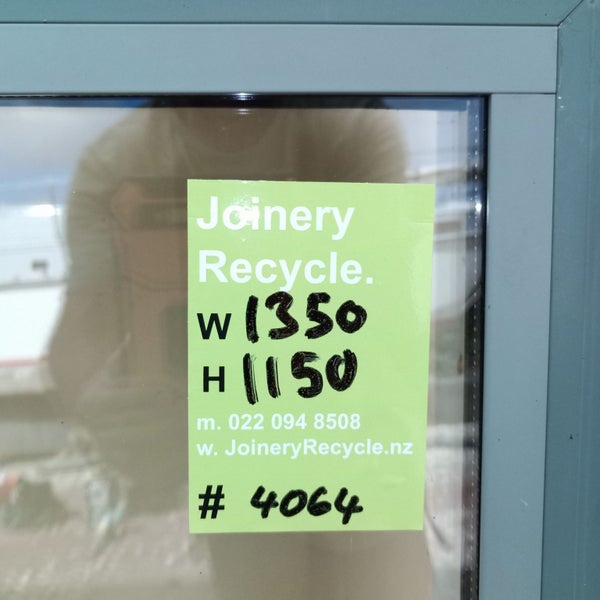 Joinery
Recycle.
W 1350
H 1150
m. 022 094 8508
w. JoineryRecycle.nz
# 4064